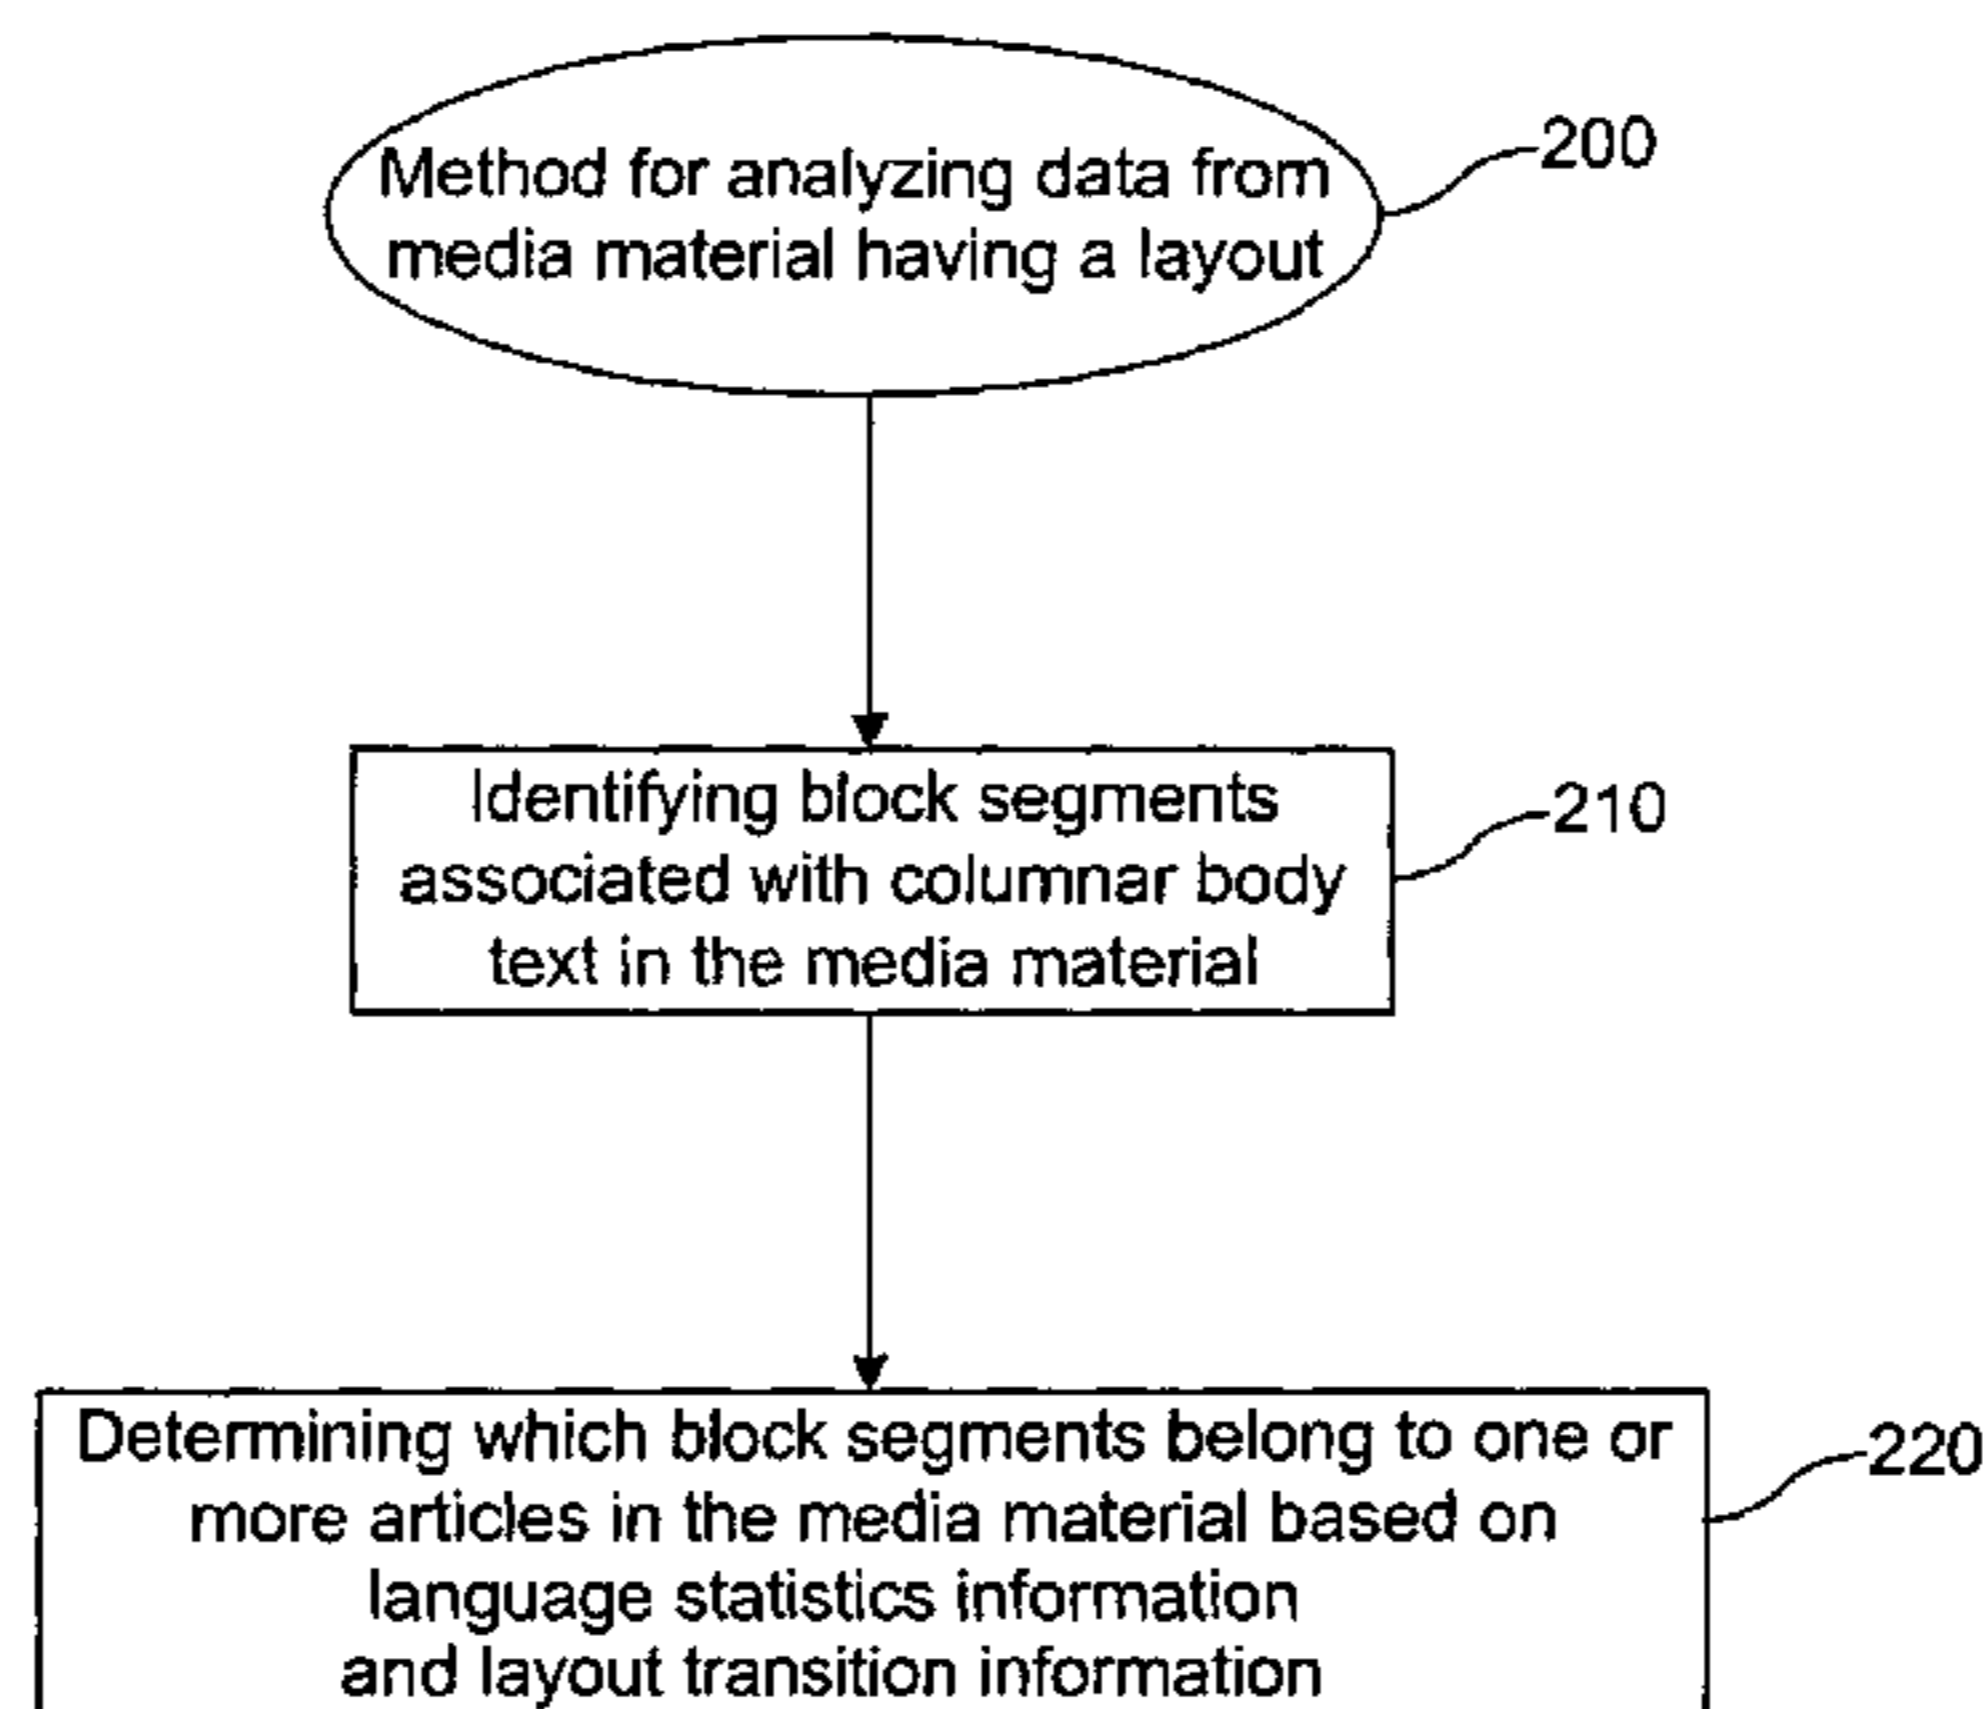 Method for analyzing data from
media material having a layout
200
Identifying block segments
associated with columnar body
text in the media material
210
Determining which block segments belong to one or
more articles in the media material based on
language statistics information
and layout transition information
220